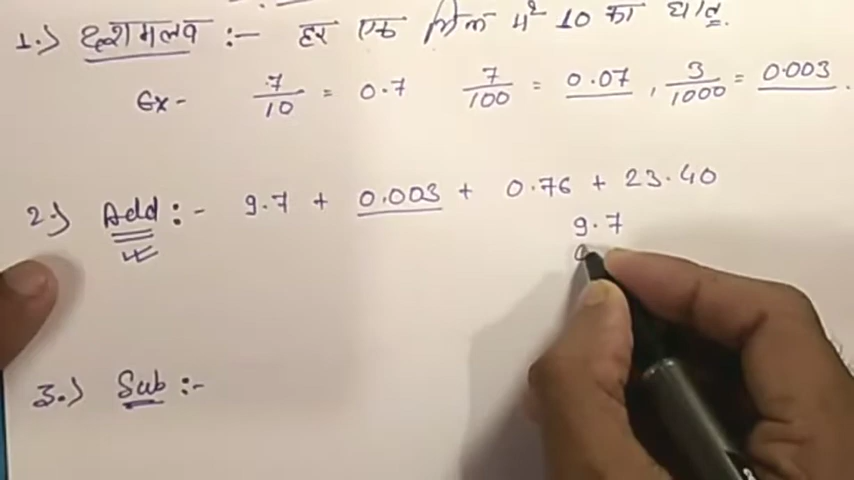 1.) दशमलव :- हर एक भिन्न में 10 का घात.
Ex- 7/10 = 0.7 7/100 = 0.07 , 3/1000 = 0.003 .
2.) Add :- 9.7 + 0.003 + 0.76 + 23.40
9.7
0
3.) Sub :-